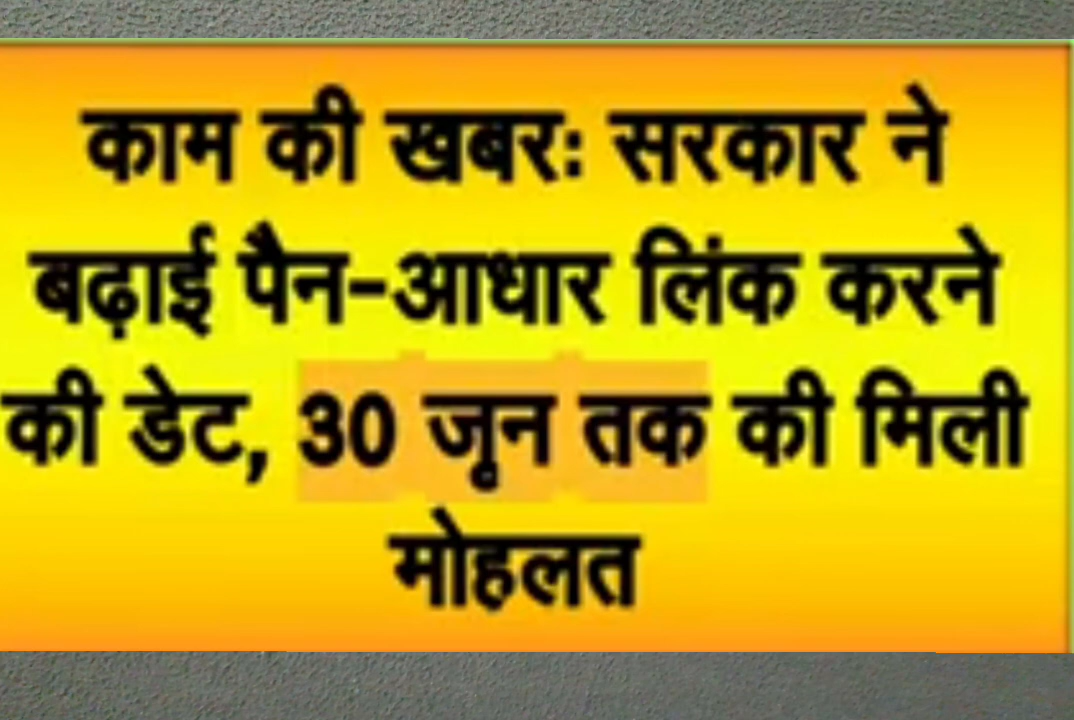 काम की खबरः सरकार ने
बढ़ाई पैन-आधार लिंक करने
की डेट, 30 जून तक की मिली
मोहलत